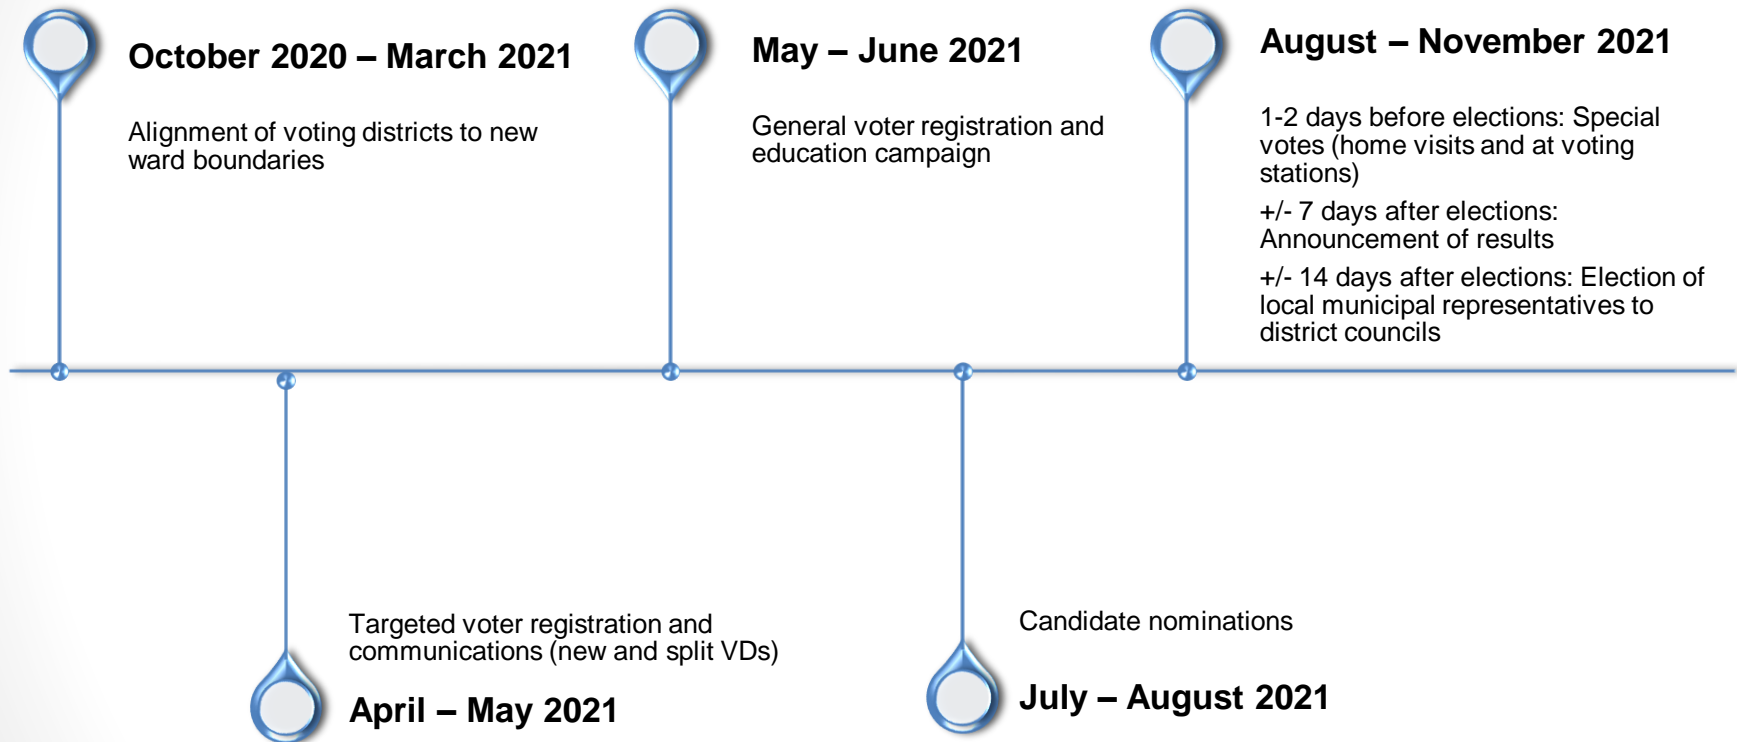 October 2020 – March 2021
Alignment of voting districts to new
ward boundaries
May – June 2021
General voter registration and
education campaign
August – November 2021
1-2 days before elections: Special
votes (home visits and at voting
stations)
+/- 7 days after elections:
Announcement of results
+/- 14 days after elections: Election of
local municipal representatives to
district councils
Targeted voter registration and
communications (new and split VDs)
April – May 2021
Candidate nominations
July – August 2021